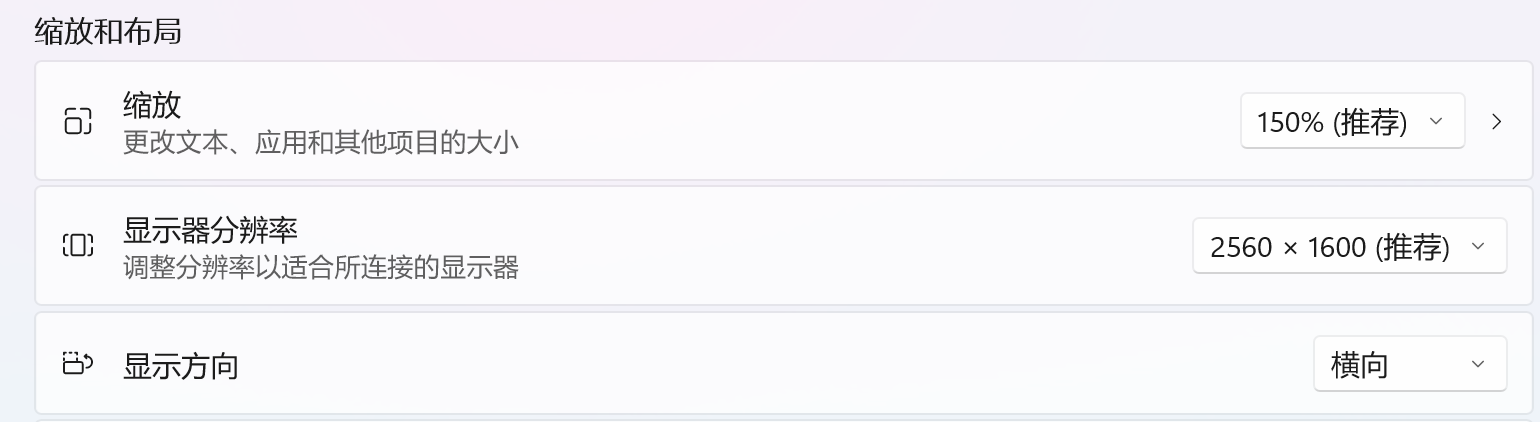 缩放和布局
缩放
更改文本、应用和其他项目的大小
150% (推荐)
显示器分辨率
调整分辨率以适合所连接的显示器
2560 × 1600 (推荐)
显示方向
横向